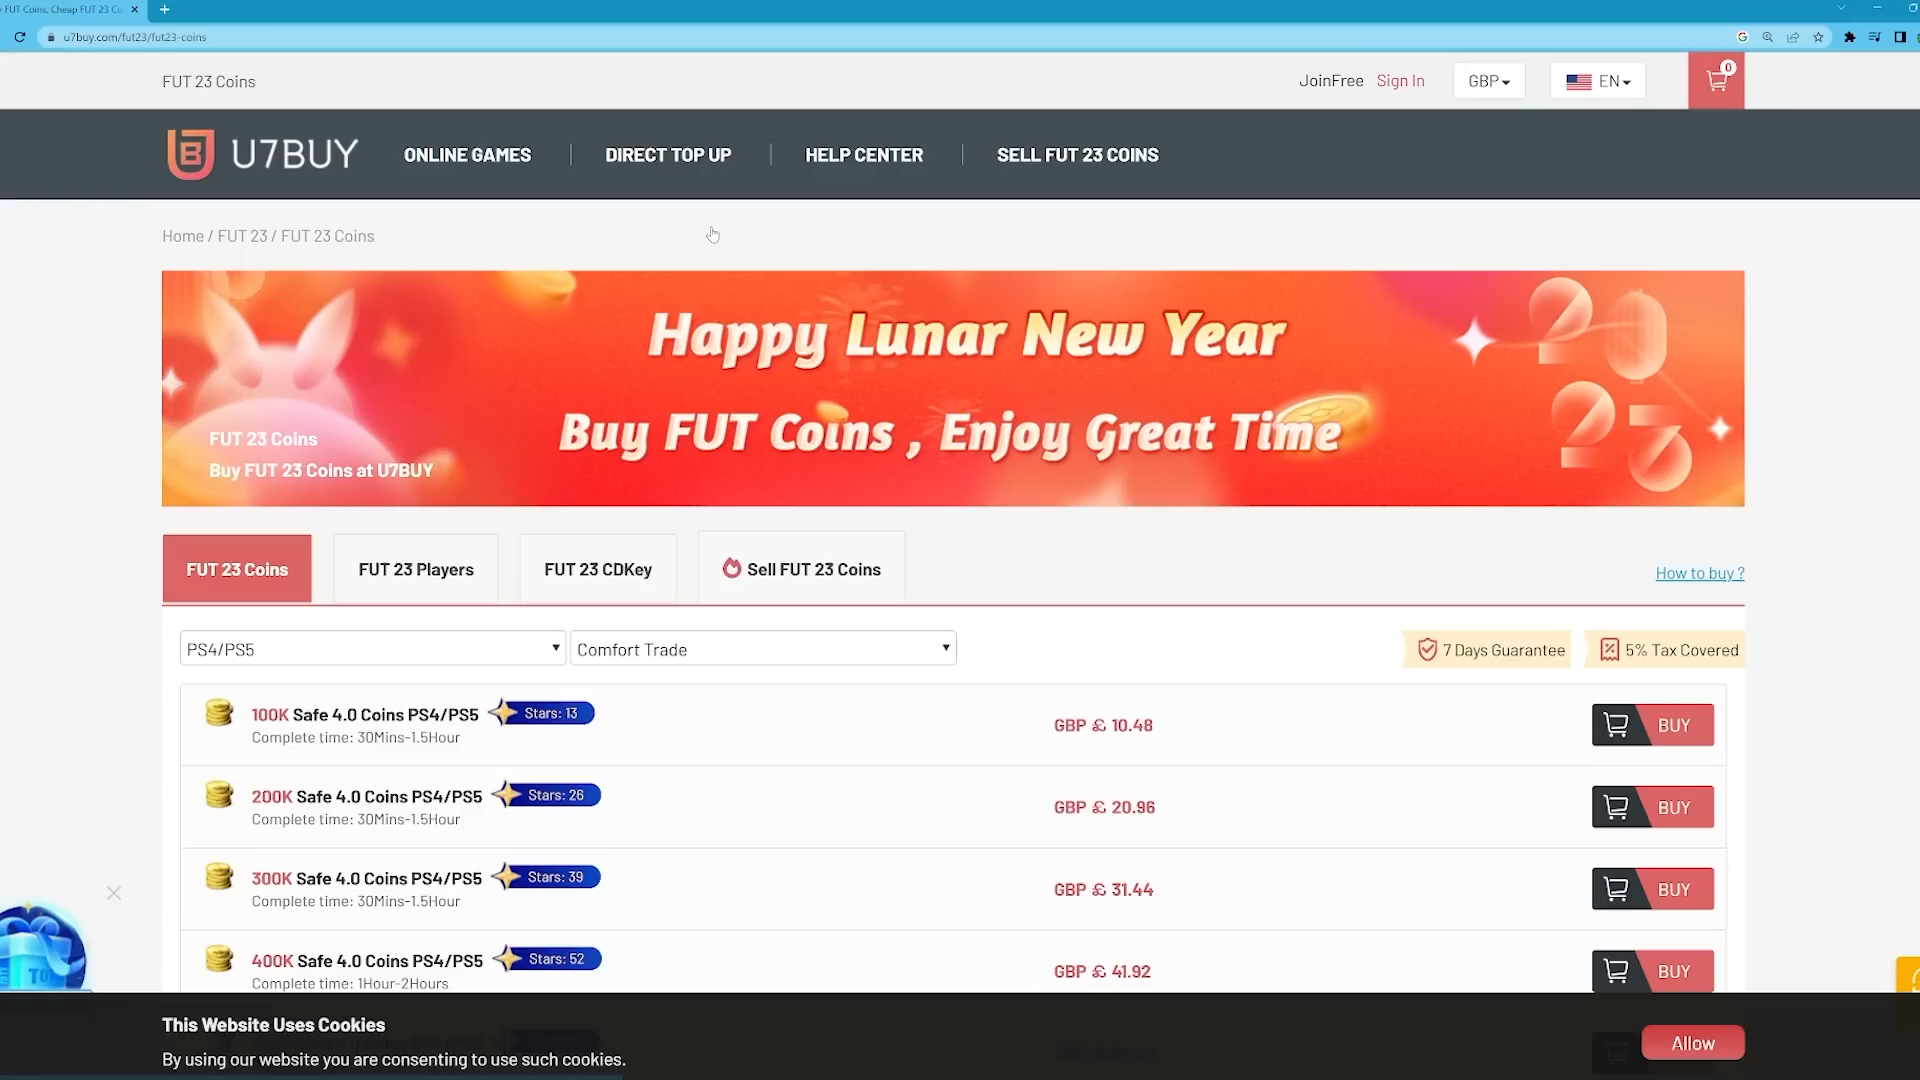 FUT Coins, Cheap FUT 23 Co
u7buy.com/fut23/fut23-coins
FUT 23 Coins
JoinFree Sign In GBP EN 0
U7BUY ONLINE GAMES DIRECT TOP UP HELP CENTER SELL FUT 23 COINS
Home / FUT 23 / FUT 23 Coins
Happy Lunar New Year
Buy FUT Coins , Enjoy Great Time
2023
FUT 23 Coins
Buy FUT 23 Coins at U7BUY
FUT 23 Coins FUT 23 Players FUT 23 CDKey Sell FUT 23 Coins
How to buy ?
PS4/PS5 Comfort Trade 7 Days Guarantee 5% Tax Covered
100K Safe 4.0 Coins PS4/PS5 Stars: 13
Complete time: 30Mins-1.5Hour
GBP £ 10.48 BUY
200K Safe 4.0 Coins PS4/PS5 Stars: 26
Complete time: 30Mins-1.5Hour
GBP £ 20.96 BUY
300K Safe 4.0 Coins PS4/PS5 Stars: 39
Complete time: 30Mins-1.5Hour
GBP £ 31.44 BUY
400K Safe 4.0 Coins PS4/PS5 Stars: 52
Complete time: 1Hour-2Hours
GBP £ 41.92 BUY
This Website Uses Cookies
By using our website you are consenting to use such cookies.
Allow